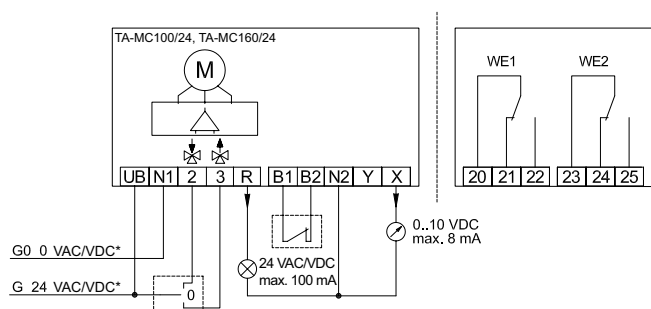 TA-MC100/24, TA-MC160/24
M
WE1
WE2
UB N1 2 3 R B1 B2 N2 Y X
20 21 22 23 24 25
0..10 VDC
max. 8 mA
G0 0 VAC/VDC*
24 VAC/VDC
max. 100 mA
G 24 VAC/VDC*
0